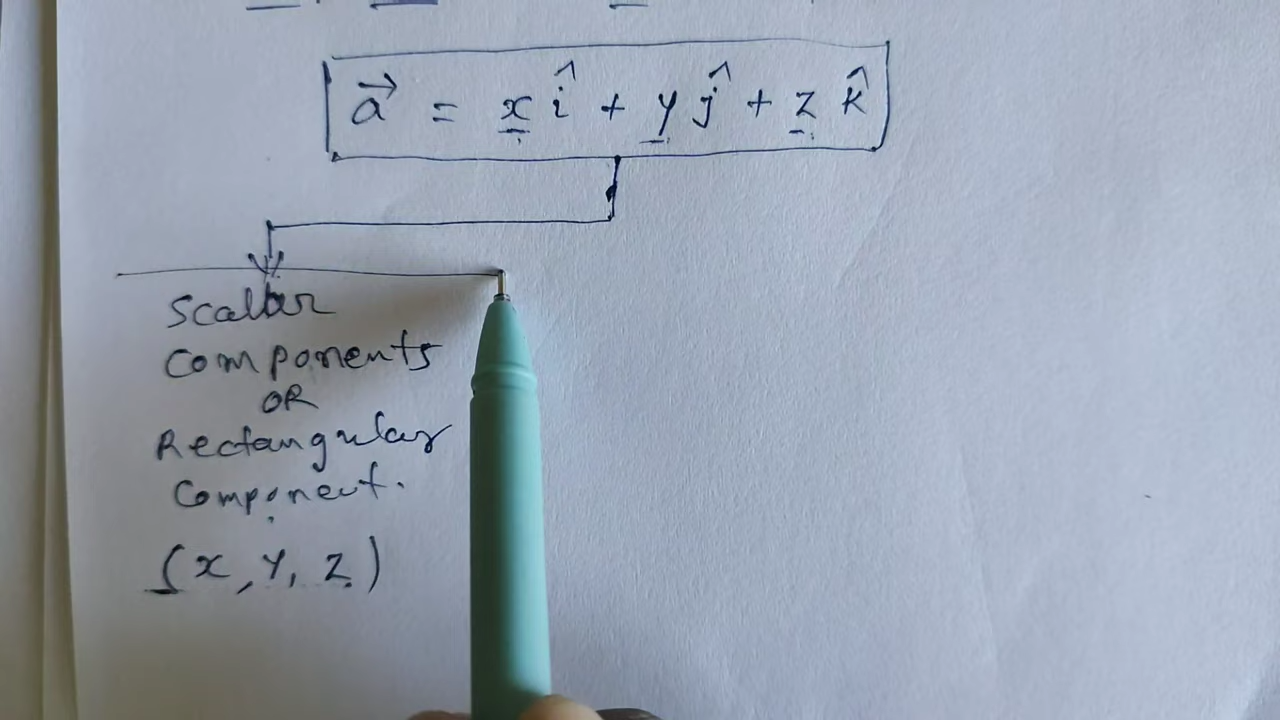 a⃗ = x î + y ĵ + z k̂
Scalar
Components
OR
Rectangular
Component.
(x, y, z)